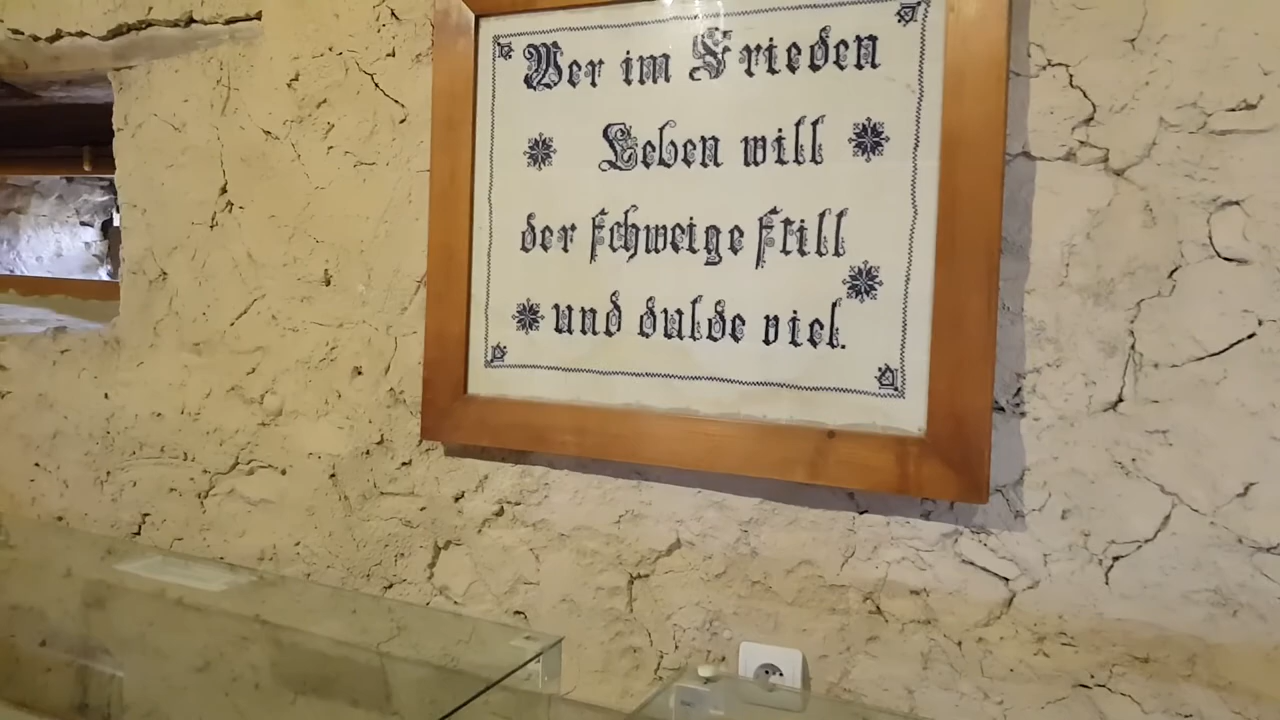 Wer im Frieden
Leben will
der schweige still
und dulde viel.